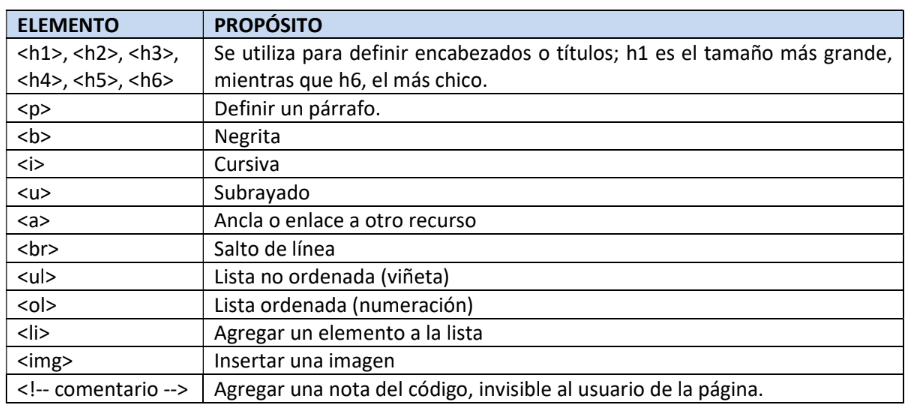 ELEMENTO PROPÓSITO
<h1>, <h2>, <h3>, Se utiliza para definir encabezados o títulos; h1 es el tamaño más grande,
<h4>, <h5>, <h6> mientras que h6, el más chico.
<p> Definir un párrafo.
<b> Negrita
<i> Cursiva
<u> Subrayado
<a> Ancla o enlace a otro recurso
<br> Salto de línea
<ul> Lista no ordenada (viñeta)
<ol> Lista ordenada (numeración)
<li> Agregar un elemento a la lista
<img> Insertar una imagen
<!-- comentario --> Agregar una nota del código, invisible al usuario de la página.